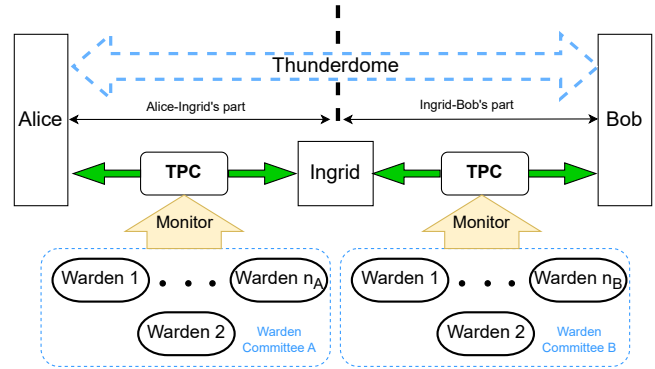 Thunderdome
Alice-Ingrid's part
Ingrid-Bob's part
Alice
Bob
TPC
Ingrid
TPC
Monitor
Monitor
Warden 1
Warden nA
Warden 1
Warden nB
Warden 2
Warden
Committee A
Warden 2
Warden
Committee B